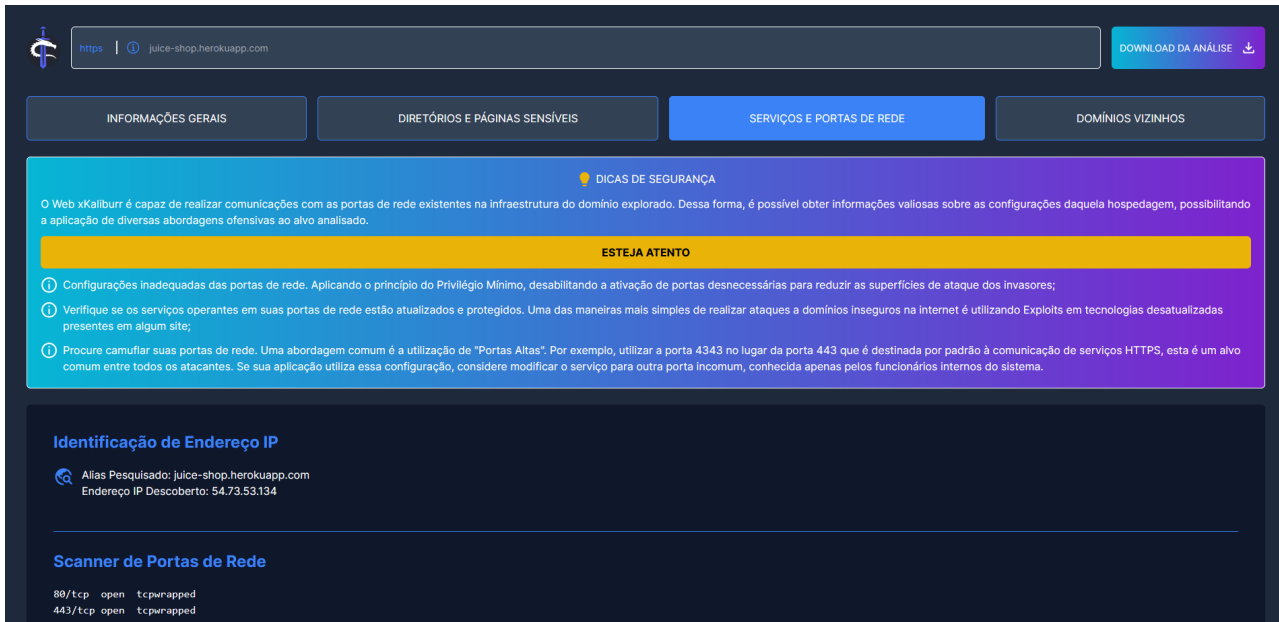 https | juice-shop.herokuapp.com
DOWNLOAD DA ANÁLISE
INFORMAÇÕES GERAIS
DIRETÓRIOS E PÁGINAS SENSÍVEIS
SERVIÇOS E PORTAS DE REDE
DOMÍNIOS VIZINHOS
DICAS DE SEGURANÇA
O Web xKaliburr é capaz de realizar comunicações com as portas de rede existentes na infraestrutura do domínio explorado. Dessa forma, é possível obter informações valiosas sobre as configurações daquela hospedagem, possibilitando
a aplicação de diversas abordagens ofensivas ao alvo analisado.
ESTEJA ATENTO
Configurações inadequadas das portas de rede. Aplicando o princípio do Privilégio Mínimo, desabilitando a ativação de portas desnecessárias para reduzir as superfícies de ataque dos invasores;
Verifique se os serviços operantes em suas portas de rede estão atualizados e protegidos. Uma das maneiras mais simples de realizar ataques a domínios inseguros na internet é utilizando Exploits em tecnologias desatualizadas
presentes em algum site;
Procure camuflar suas portas de rede. Uma abordagem comum é a utilização de "Portas Altas". Por exemplo, utilizar a porta 4343 no lugar da porta 443 que é destinada por padrão à comunicação de serviços HTTPS, esta é um alvo
comum entre todos os atacantes. Se sua aplicação utiliza essa configuração, considere modificar o serviço para outra porta incomum, conhecida apenas pelos funcionários internos do sistema.
Identificação de Endereço IP
Alias Pesquisado: juice-shop.herokuapp.com
Endereço IP Descoberto: 54.73.53.134
Scanner de Portas de Rede
80/tcp open tcpwrapped
443/tcp open tcpwrapped